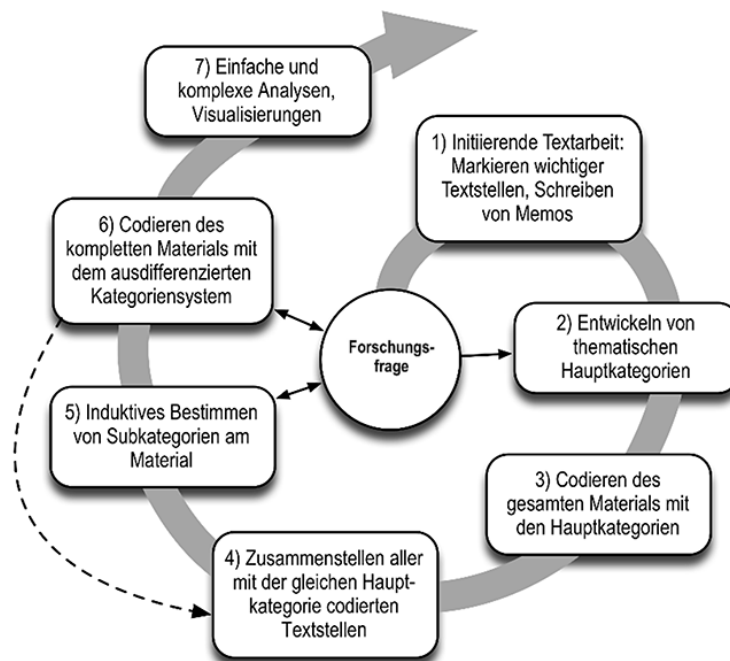 7) Einfache und
komplexe Analysen,
Visualisierungen
1) Initiierende Textarbeit:
Markieren wichtiger
Textstellen, Schreiben
von Memos
6) Codieren des
kompletten Materials mit
dem ausdifferenzierten
Kategoriensystem
Forschungs-
frage
2) Entwickeln von
thematischen
Hauptkategorien
5) Induktives Bestimmen
von Subkategorien am
Material
3) Codieren des
gesamten Materials mit
den Hauptkategorien
4) Zusammenstellen aller
mit der gleichen Haupt-
kategorie codierten
Textstellen